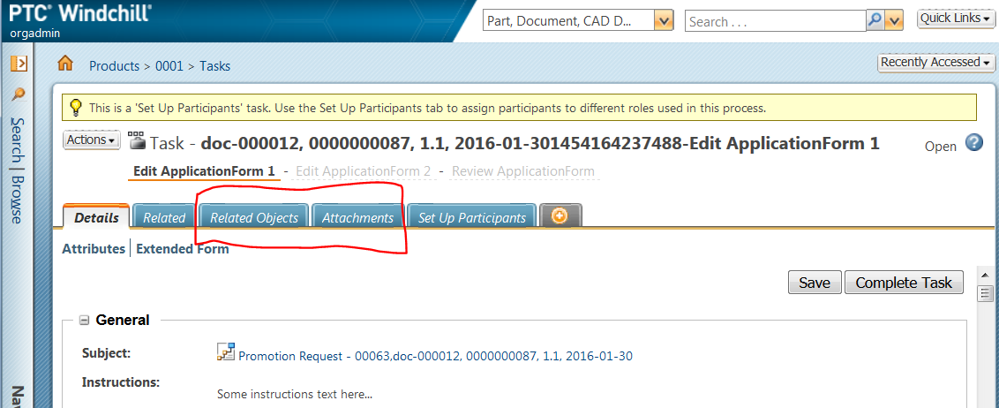 PTC® Windchill®
orgadmin
Part, Document, CAD D...
Search . . .
Quick Links
Products > 0001 > Tasks
Recently Accessed
Search | Browse
This is a 'Set Up Participants' task. Use the Set Up Participants tab to assign participants to different roles used in this process.
Actions
Task - doc-000012, 0000000087, 1.1, 2016-01-301454164237488-Edit ApplicationForm 1
Open
Edit ApplicationForm 1 - Edit ApplicationForm 2 - Review ApplicationForm
Details Related Related Objects Attachments Set Up Participants
Attributes | Extended Form
Save Complete Task
General
Subject: Promotion Request - 00063,doc-000012, 0000000087, 1.1, 2016-01-30
Instructions:
Some instructions text here...
Na